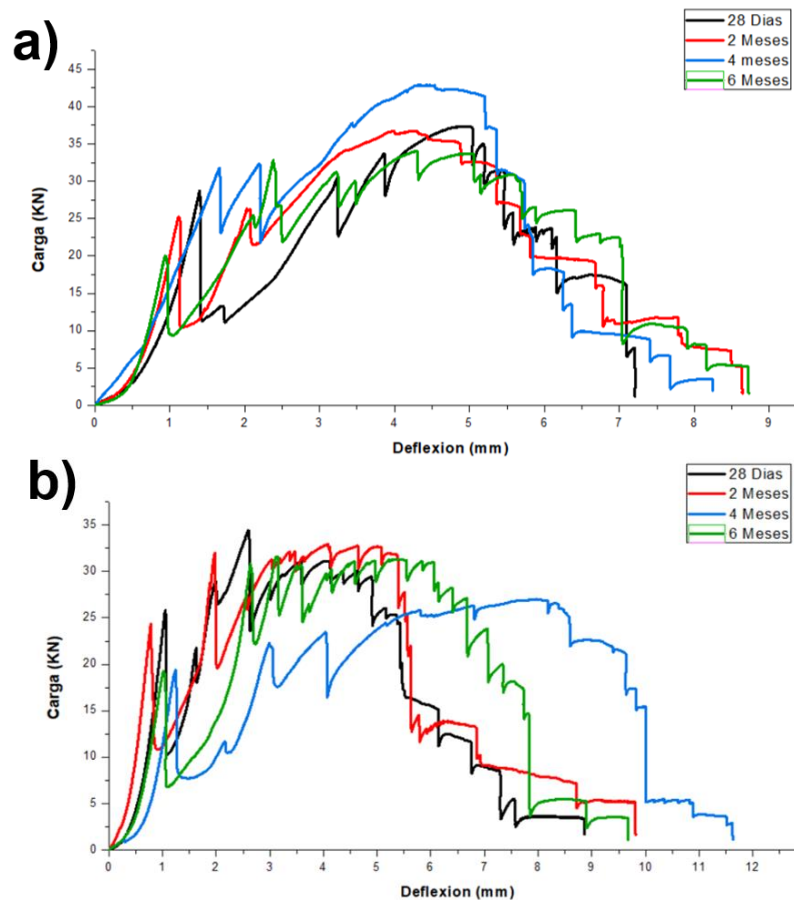 a)
28 Dias
2 Meses
4 meses
6 Meses
45
40
35
30
25
20
15
10
5
0
Carga (KN)
0 1 2 3 4 5 6 7 8 9
Deflexion (mm)
b)
28 Dias
2 Meses
4 Meses
6 Meses
35
30
25
20
15
10
5
0
Carga (KN)
0 1 2 3 4 5 6 7 8 9 10 11 12
Deflexion (mm)